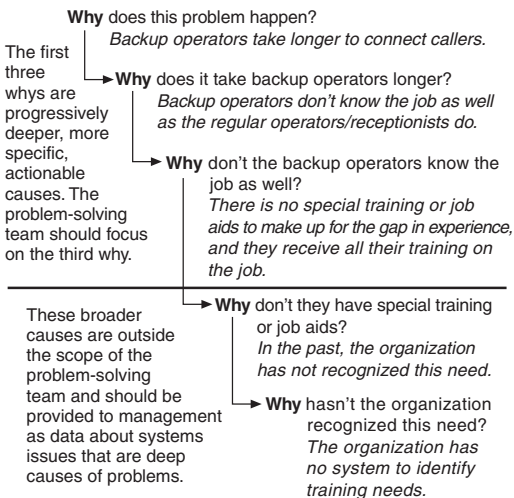 Why does this problem happen?
Backup operators take longer to connect callers.
The first
three
whys are
progressively
deeper, more
specific,
actionable
causes. The
problem-solving
team should focus
on the third why.
Why does it take backup operators longer?
Backup operators don't know the job as well
as the regular operators/receptionists do.
Why don't the backup operators know the
job as well?
There is no special training or job
aids to make up for the gap in experience,
and they receive all their training on
the job.
These broader
causes are outside
the scope of the
problem-solving
team and should be
provided to management
as data about systems
issues that are deep
causes of problems.
Why don't they have special training
or job aids?
In the past, the organization
has not recognized this need.
Why hasn't the organization
recognized this need?
The organization has
no system to identify
training needs.